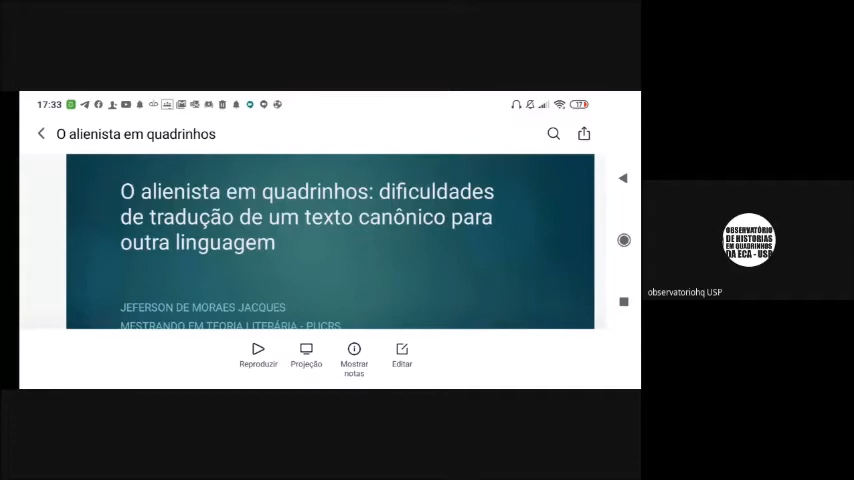 17:33
17
O alienista em quadrinhos
O alienista em quadrinhos: dificuldades
de tradução de um texto canônico para
outra linguagem
JEFERSON DE MORAES JACQUES
MESTRANDO EM TEORIA LITERÁRIA - PUCRS
Reproduzir
Projeção
Mostrar
notas
Editar
OBSERVATÓRIO
DE HISTORIAS
EM QUADRINHOS
DA ECA - USP
observatoriohq USP